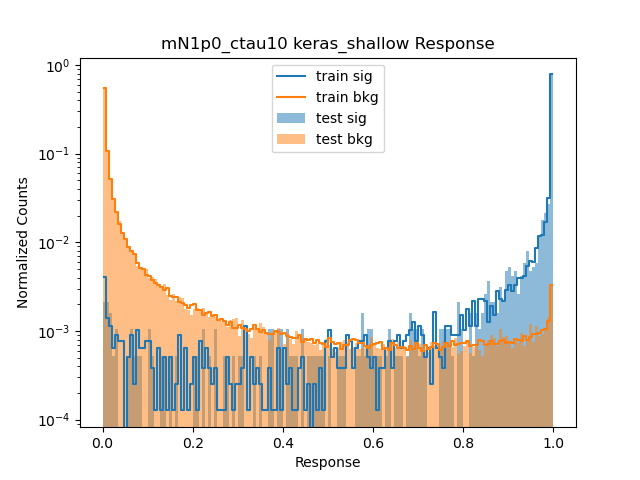 mN1p0_ctau10 keras_shallow Response
train sig
train bkg
test sig
test bkg
Normalized Counts
10⁰
10⁻¹
10⁻²
10⁻³
10⁻⁴
0.0 0.2 0.4 0.6 0.8 1.0
Response